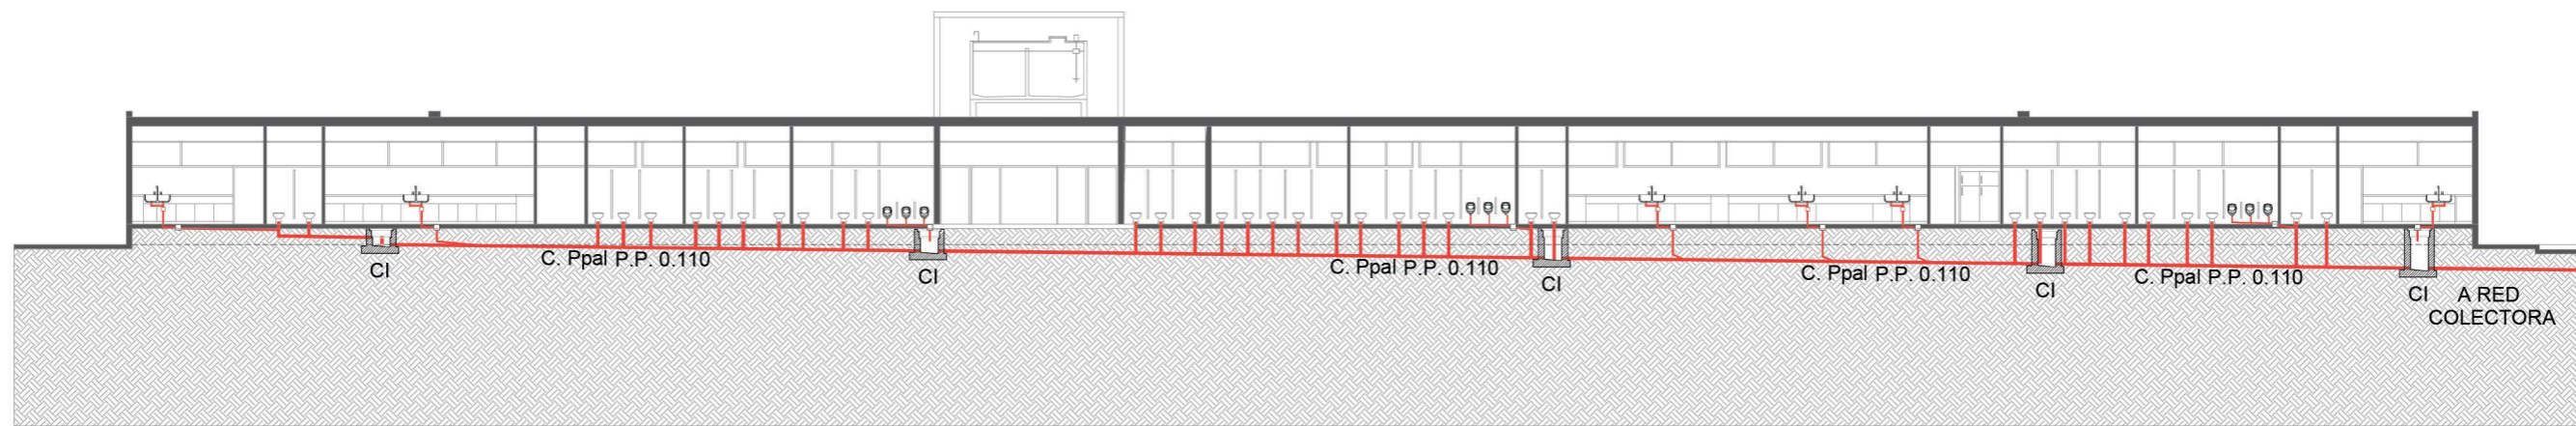 CI
C. Ppal P.P. 0.110
CI
C. Ppal P.P. 0.110
CI
C. Ppal P.P. 0.110
CI
C. Ppal P.P. 0.110
CI
A RED
COLECTORA